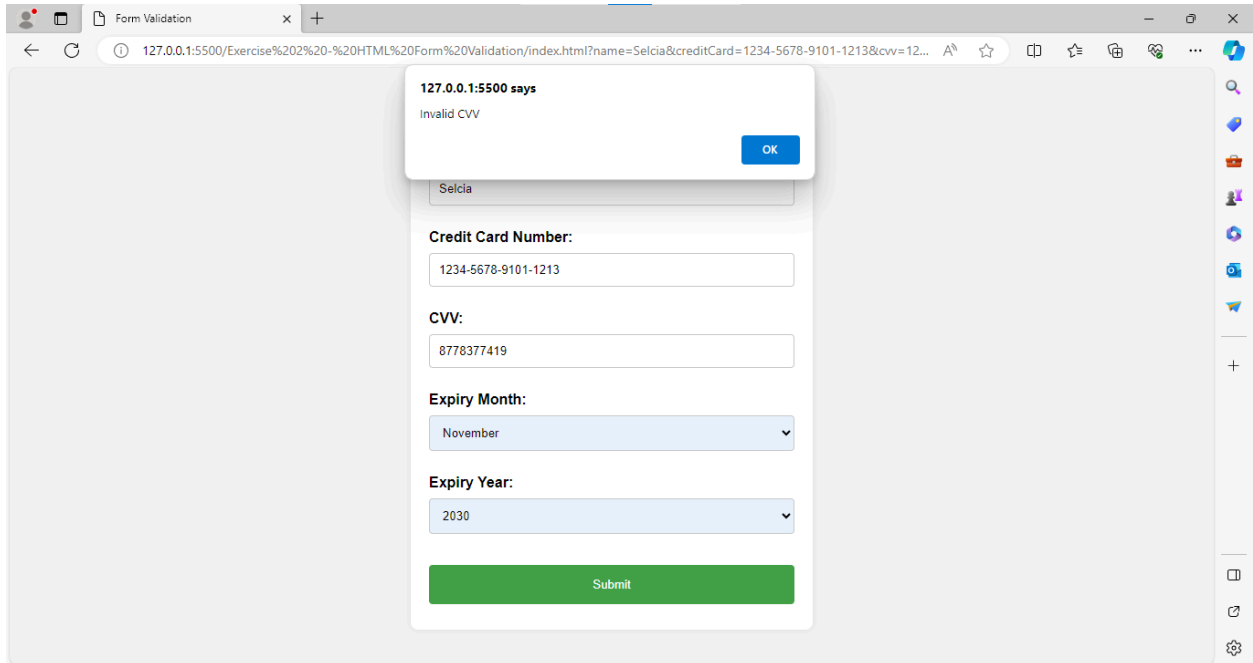 Form Validation
127.0.0.1:5500/Exercise%202%20-%20HTML%20Form%20Validation/index.html?name=Selcia&creditCard=1234-5678-9101-1213&cvv=12...
127.0.0.1:5500 says
Invalid CVV
OK
Selcia
Credit Card Number:
1234-5678-9101-1213
CVV:
8778377419
Expiry Month:
November
Expiry Year:
2030
Submit